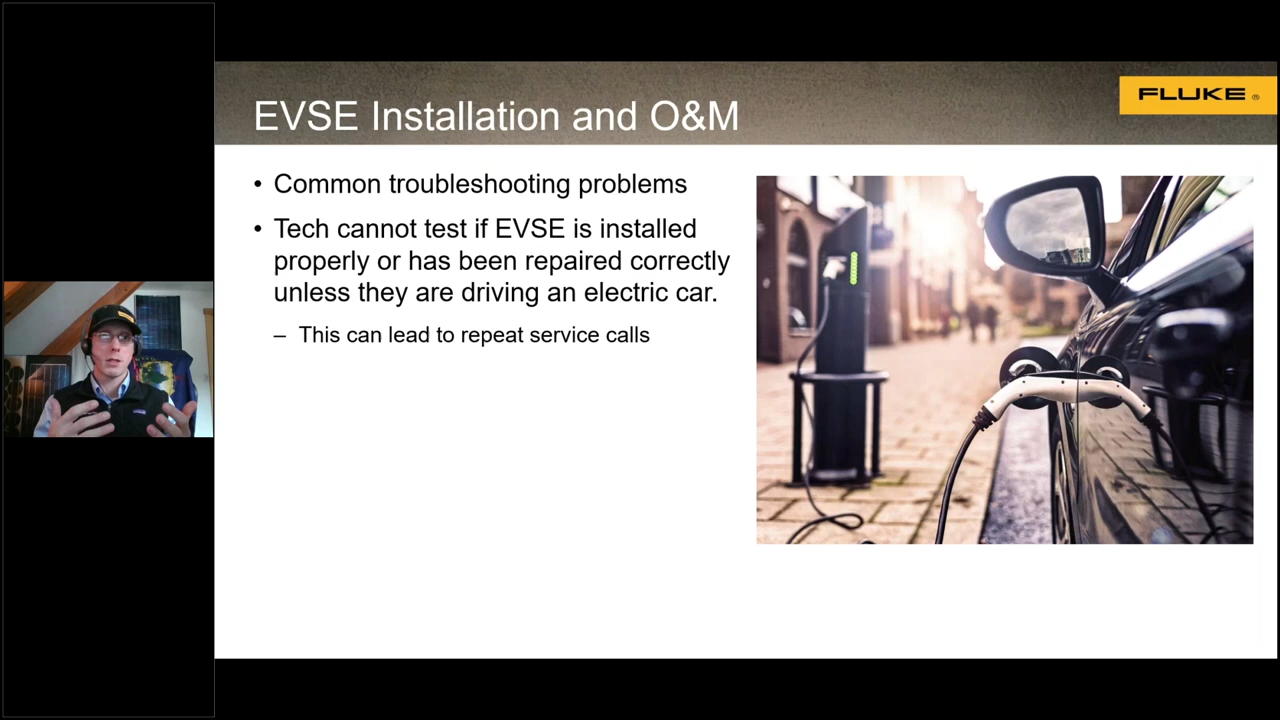 EVSE Installation and O&M
FLUKE ®
• Common troubleshooting problems
• Tech cannot test if EVSE is installed
properly or has been repaired correctly
unless they are driving an electric car.
– This can lead to repeat service calls